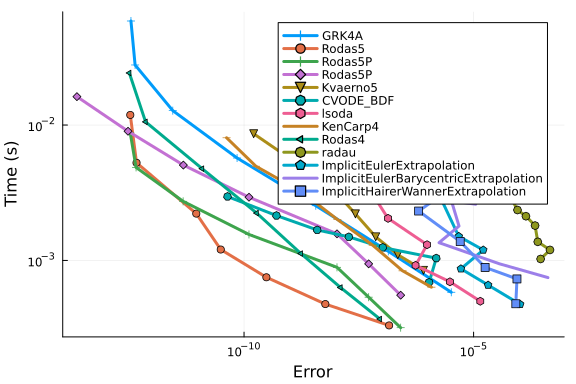 GRK4A
Rodas5
Rodas5P
Rodas5P
Kvaerno5
CVODE_BDF
lsoda
KenCarp4
Rodas4
radau
ImplicitEulerExtrapolation
ImplicitEulerBarycentricExtrapolation
ImplicitHairerWannerExtrapolation
Time (s)
10⁻²
10⁻³
10⁻¹⁰
10⁻⁵
Error